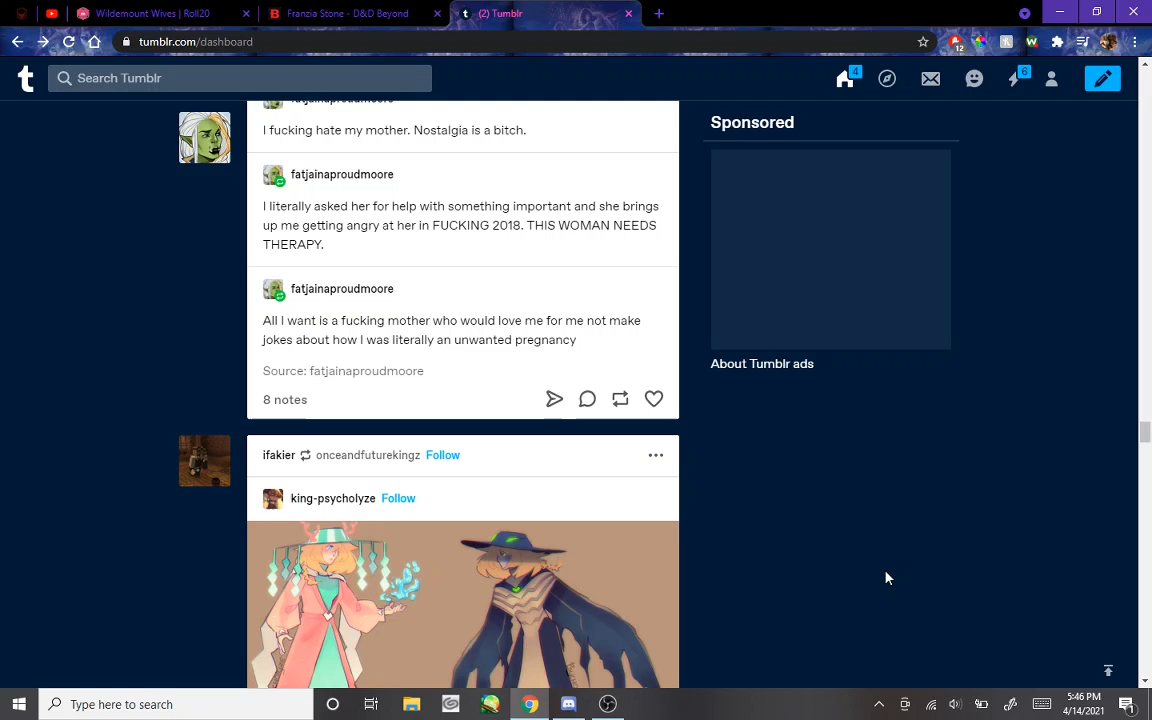 Wildemount Wives | Roll20
Franzia Stone - D&D Beyond
(2) Tumblr
tumblr.com/dashboard
12
t
Search Tumblr
4
6
I fucking hate my mother. Nostalgia is a bitch.
fatjainaproudmoore
I literally asked her for help with something important and she brings
up me getting angry at her in FUCKING 2018. THIS WOMAN NEEDS
THERAPY.
fatjainaproudmoore
All I want is a fucking mother who would love me for me not make
jokes about how I was literally an unwanted pregnancy
Source: fatjainaproudmoore
8 notes
Sponsored
About Tumblr ads
ifakier onceandfuturekingz Follow
king-psycholyze Follow
Type here to search
5:46 PM
4/14/2021
1